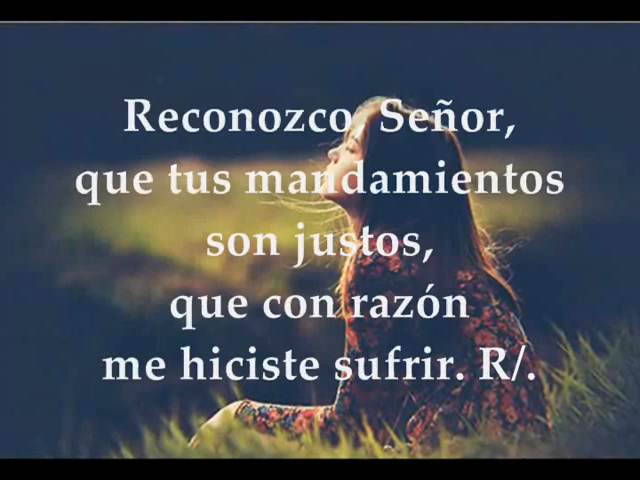 Reconozco, Señor,
que tus mandamientos
son justos,
que con razón
me hiciste sufrir. R/.